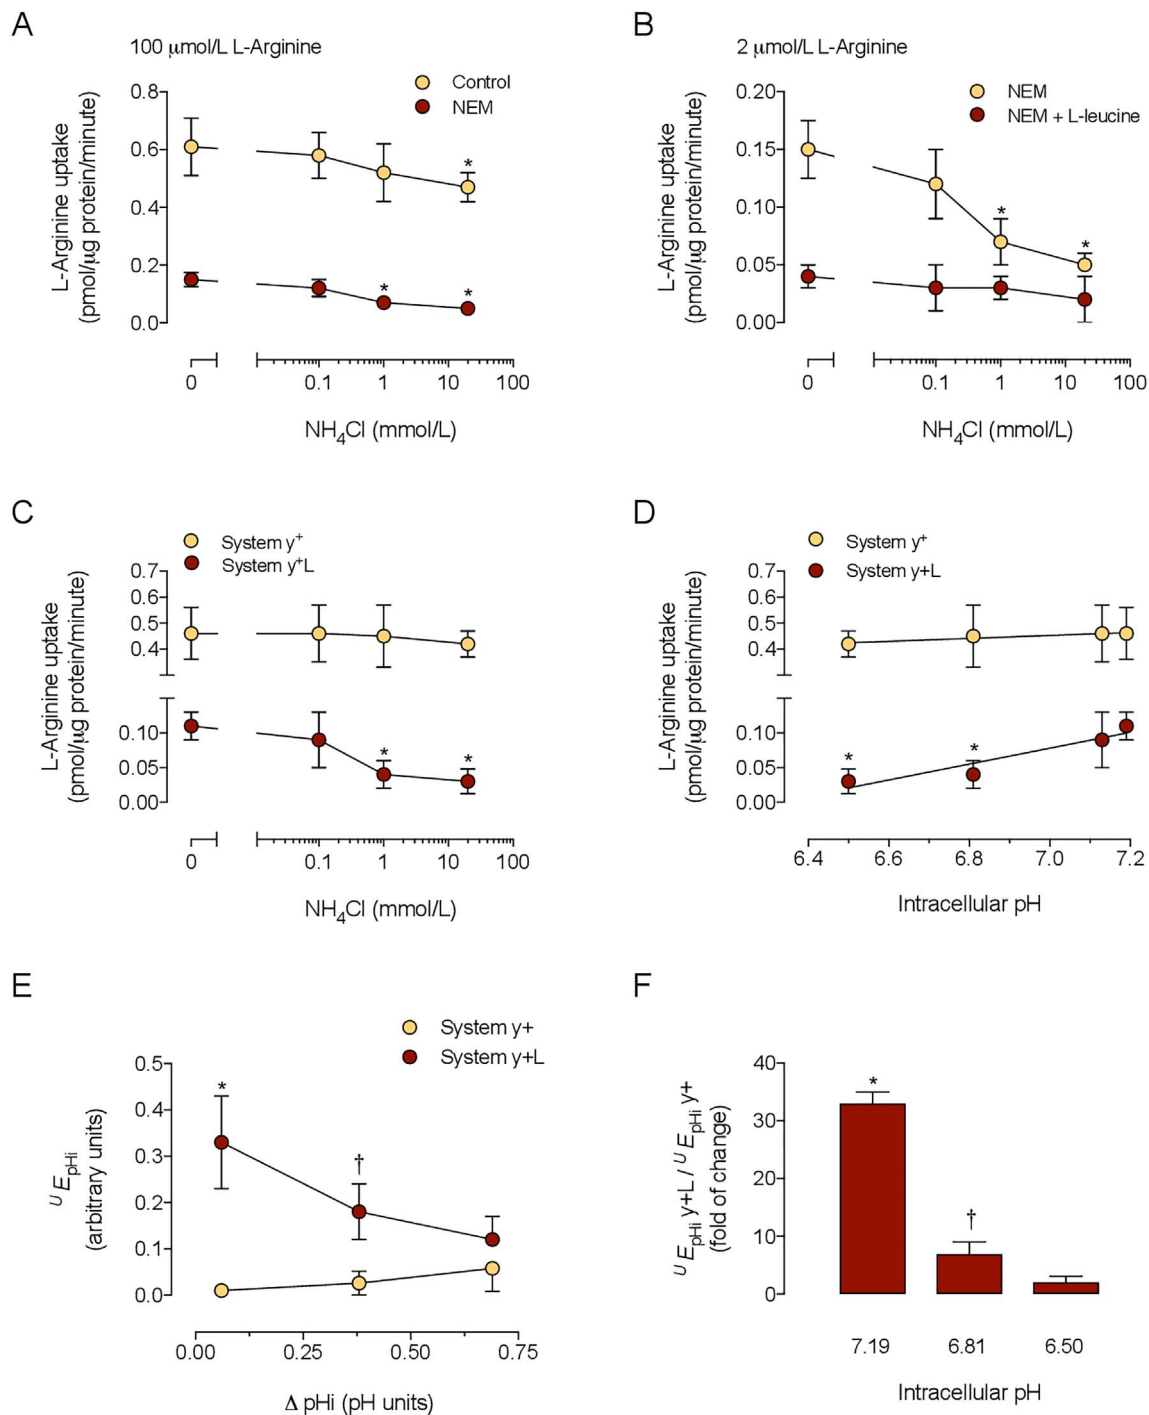 A
100 μmol/L L-Arginine
Control
NEM
L-Arginine uptake
(pmol/μg protein/minute)
0.8
0.6
0.4
0.2
0.0
*
* *
0 0.1 1 10 100
NH4Cl (mmol/L)
B
2 μmol/L L-Arginine
NEM
NEM + L-leucine
L-Arginine uptake
(pmol/μg protein/minute)
0.20
0.15
0.10
0.05
0.00
* *
0 0.1 1 10 100
NH4Cl (mmol/L)
C
System y+
System y+L
L-Arginine uptake
(pmol/μg protein/minute)
0.7
0.6
0.5
0.4
0.10
0.05
0.00
* *
0 0.1 1 10 100
NH4Cl (mmol/L)
D
System y+
System y+L
L-Arginine uptake
(pmol/μg protein/minute)
0.7
0.6
0.5
0.4
0.10
0.05
0.00
* *
6.4 6.6 6.8 7.0 7.2
Intracellular pH
E
System y+
System y+L
UEpHi
(arbitrary units)
0.5
0.4
0.3
0.2
0.1
0.0
* †
0.00 0.25 0.50 0.75
Δ pHi (pH units)
F
UEpHi y+L / UEpHi y+
(fold of change)
40
30
20
10
0
* †
7.19 6.81 6.50
Intracellular pH